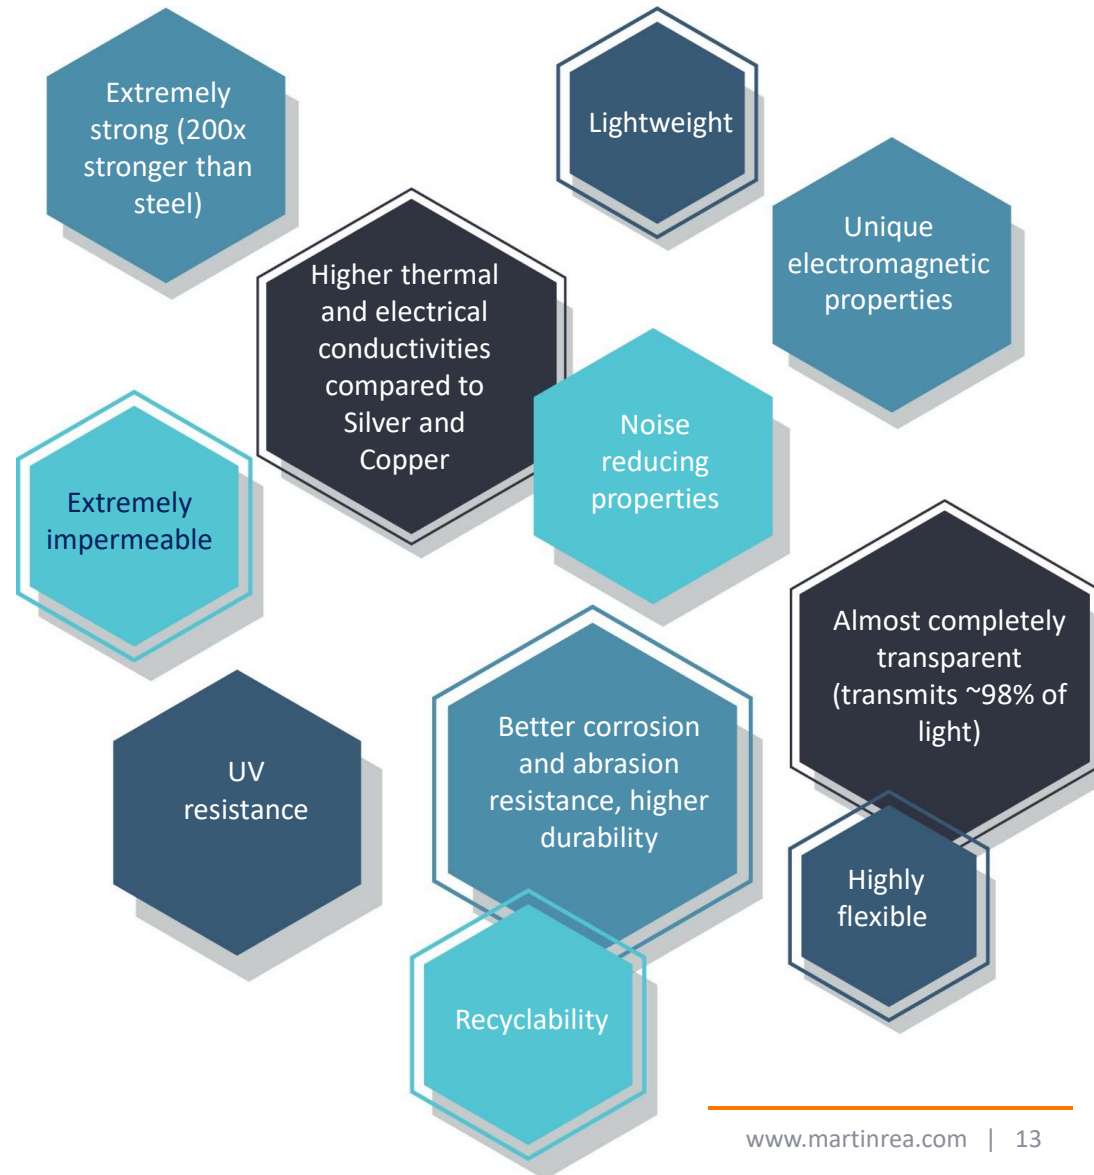 Extremely
strong (200x
stronger than
steel)
Lightweight
Unique
electromagnetic
properties
Higher thermal
and electrical
conductivities
compared to
Silver and
Copper
Noise
reducing
properties
Extremely
impermeable
Almost completely
transparent
(transmits ~98% of
light)
UV
resistance
Better corrosion
and abrasion
resistance, higher
durability
Highly
flexible
Recyclability
www.martinrea.com | 13